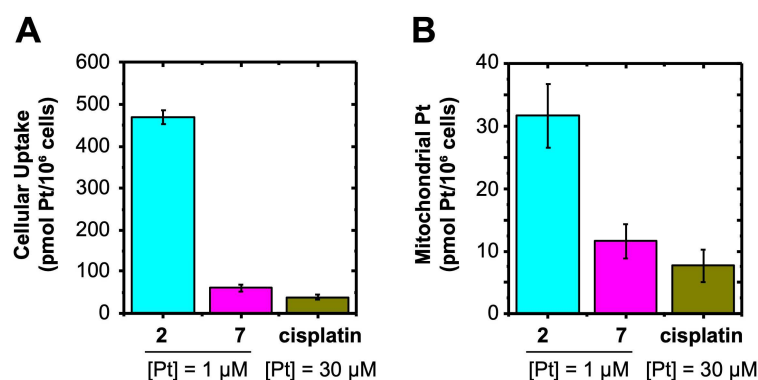 A
Cellular Uptake
(pmol Pt/10⁶ cells)
600
500
400
300
200
100
0
2
7
cisplatin
[Pt] = 1 µM
[Pt] = 30 µM
B
Mitochondrial Pt
(pmol Pt/10⁶ cells)
40
30
20
10
0
2
7
cisplatin
[Pt] = 1 µM
[Pt] = 30 µM